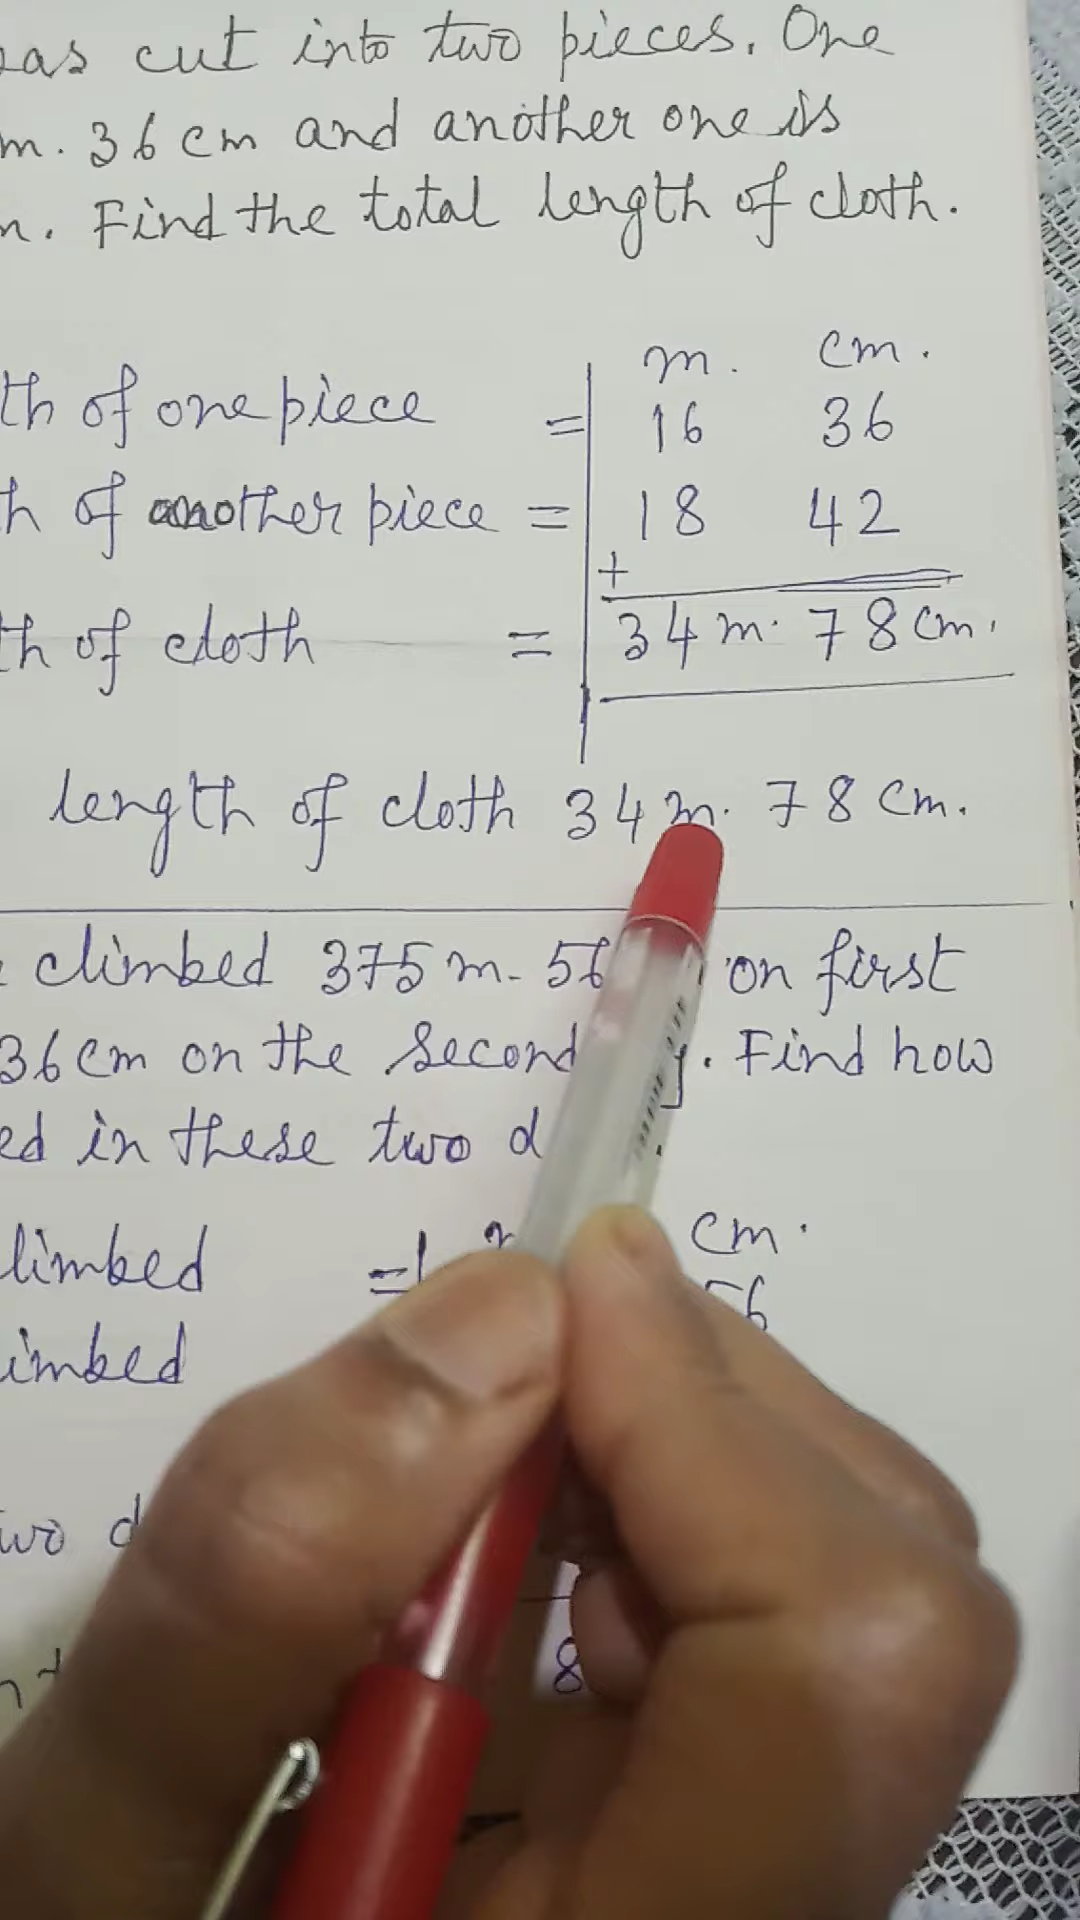 as cut into two pieces. One
m. 36 cm and another one is
. Find the total length of cloth.
m. cm.
th of one piece = 16 36
h of another piece = 18 42
+
th of cloth = 34 m. 78 cm.
length of cloth 34 m. 78 cm.
climbed 375 m. on first
36 cm on the second . Find how
ed in these two d
cm.
limbed = 56
imbed
wo d
8